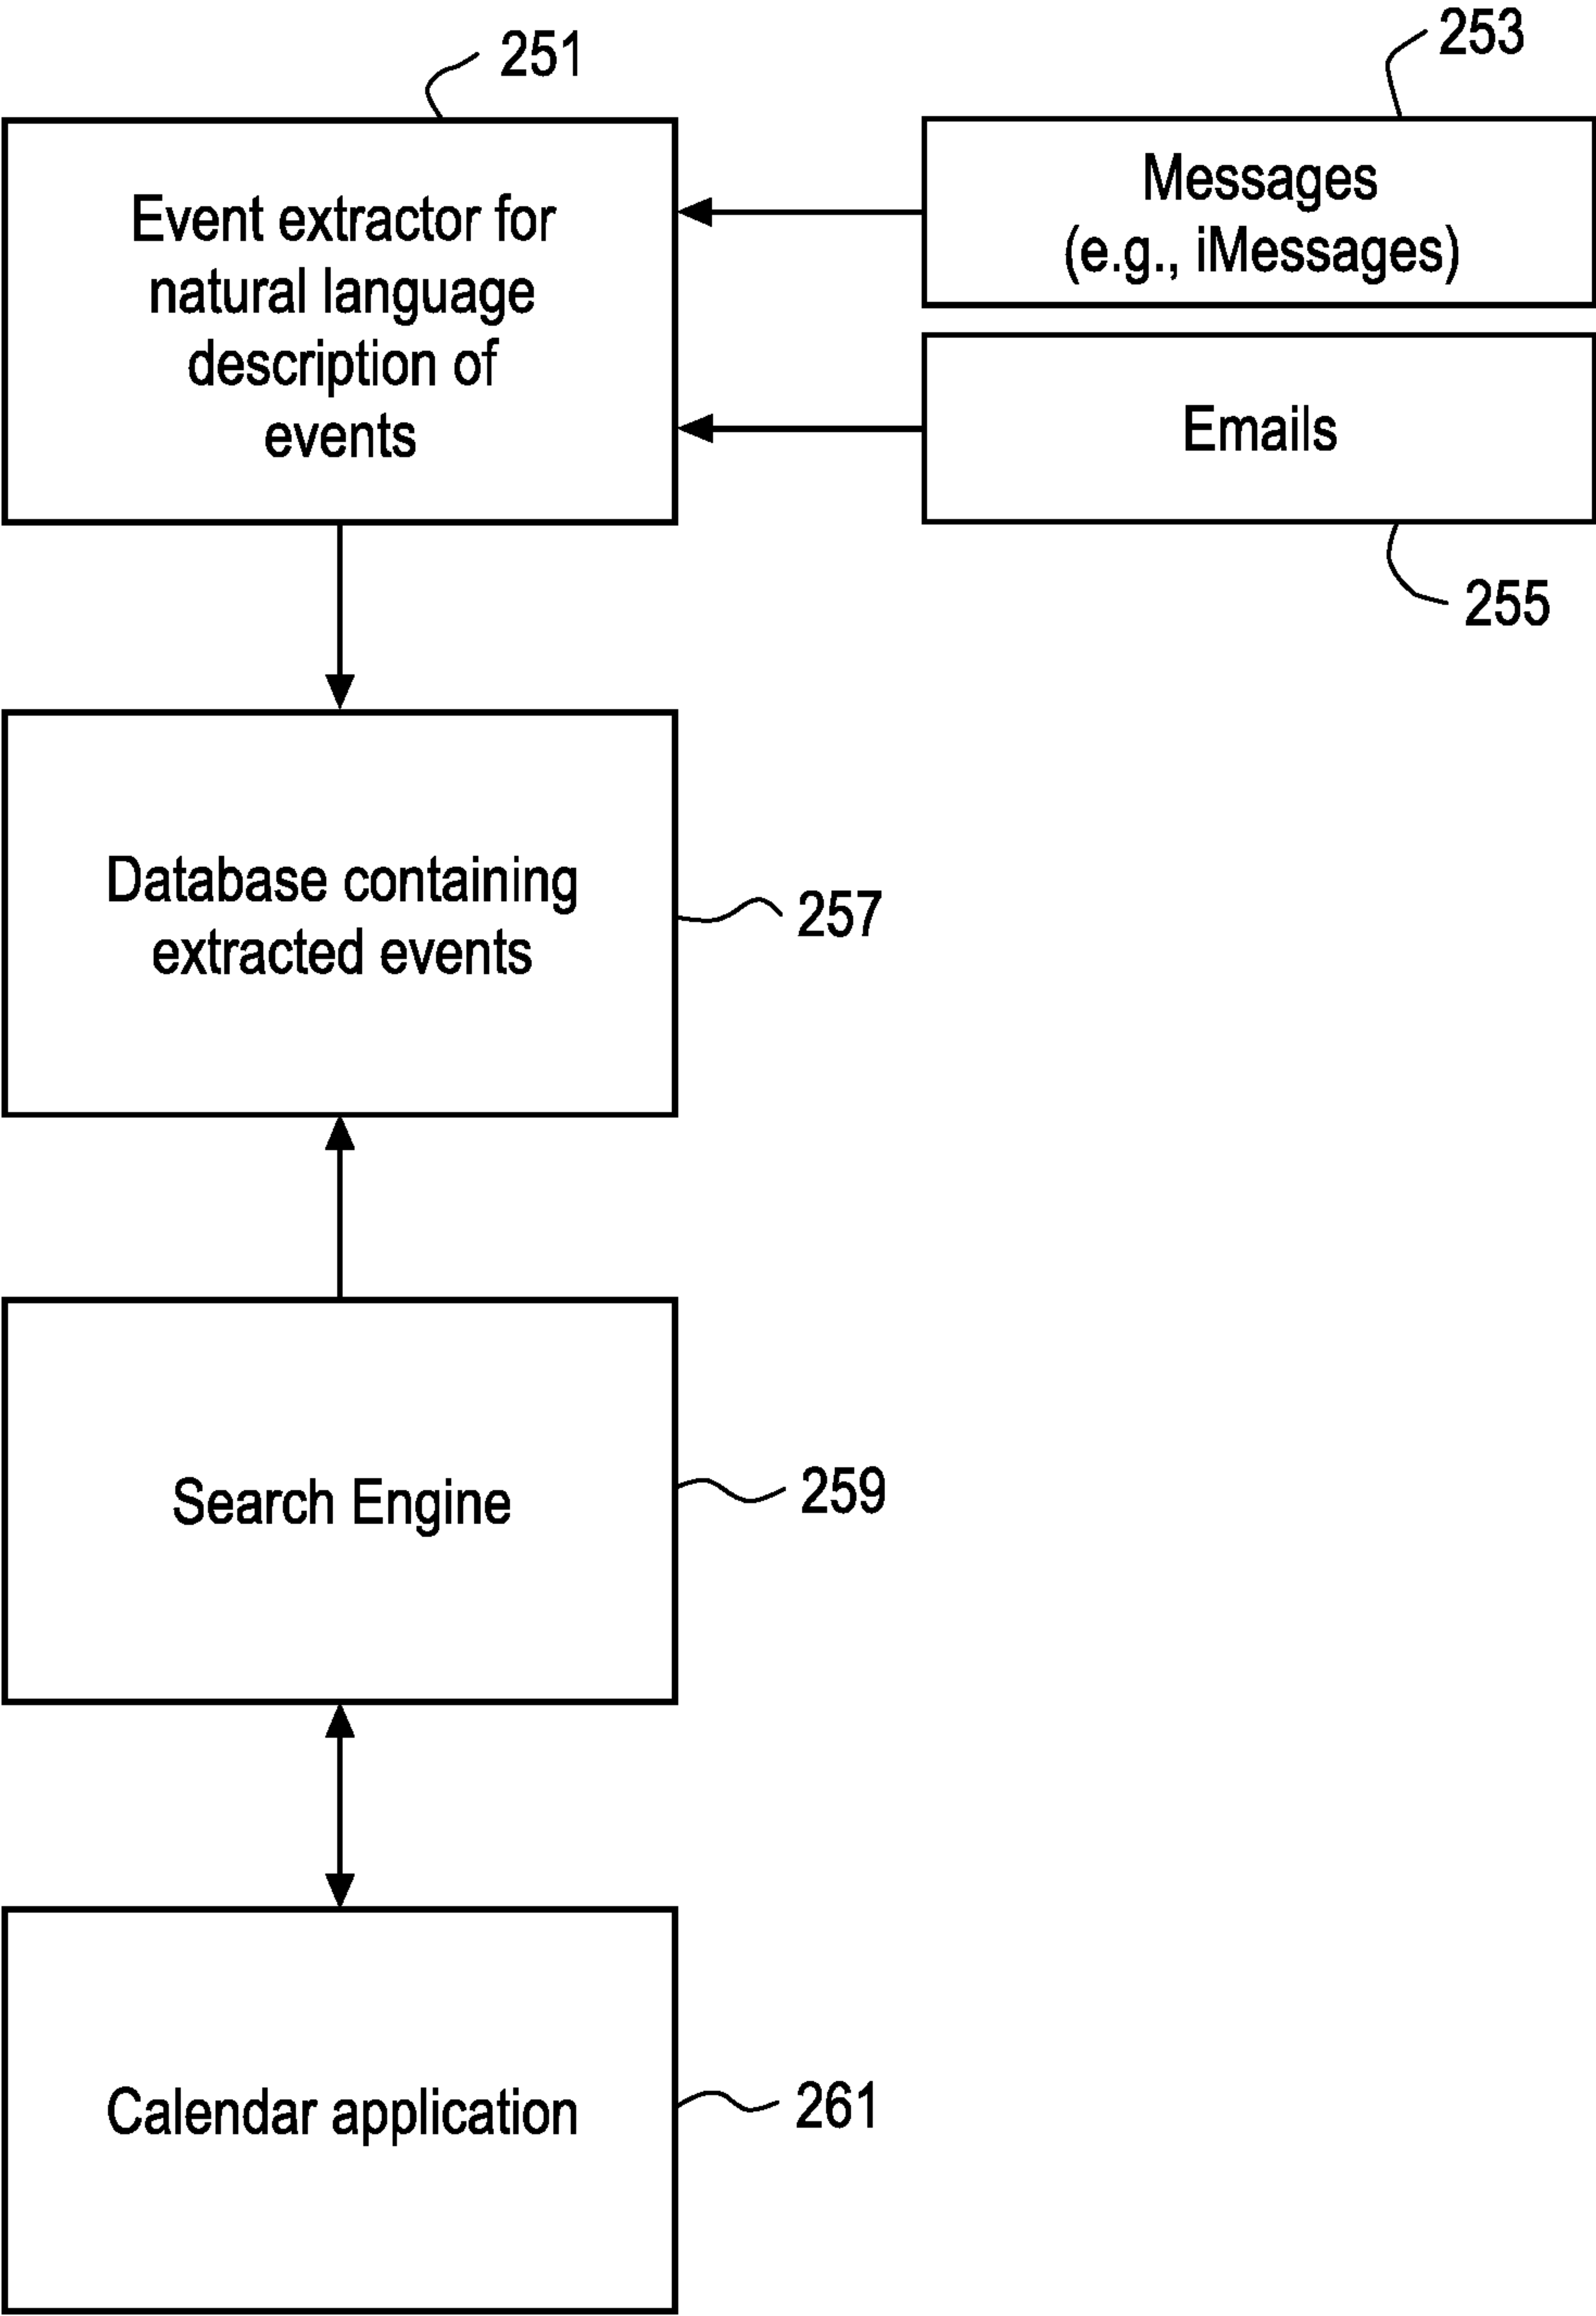 251
253
Event extractor for
natural language
description of
events
Messages
(e.g., iMessages)
Emails
255
Database containing
extracted events
257
Search Engine
259
Calendar application
261